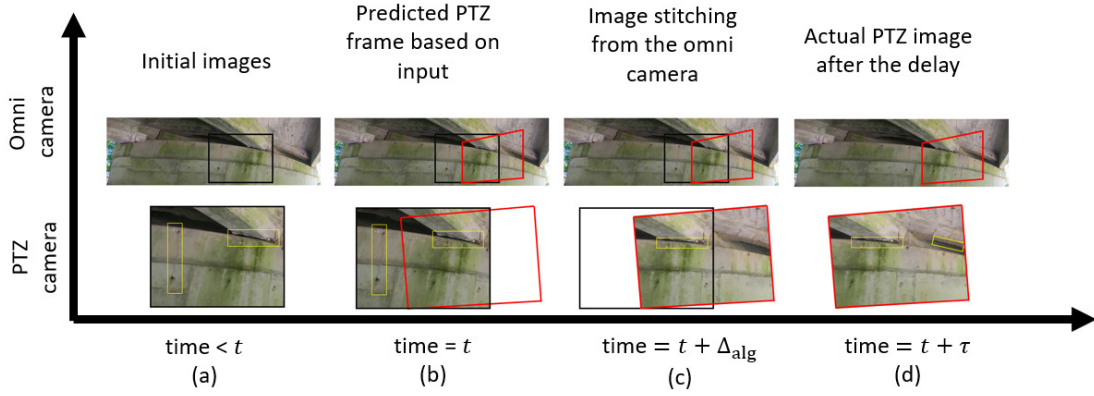 Initial images
Predicted PTZ
frame based on
input
Image stitching
from the omni
camera
Actual PTZ image
after the delay
Omni
camera
PTZ
camera
time < t
time = t
time = t + Δalg
time = t + τ
(a)
(b)
(c)
(d)